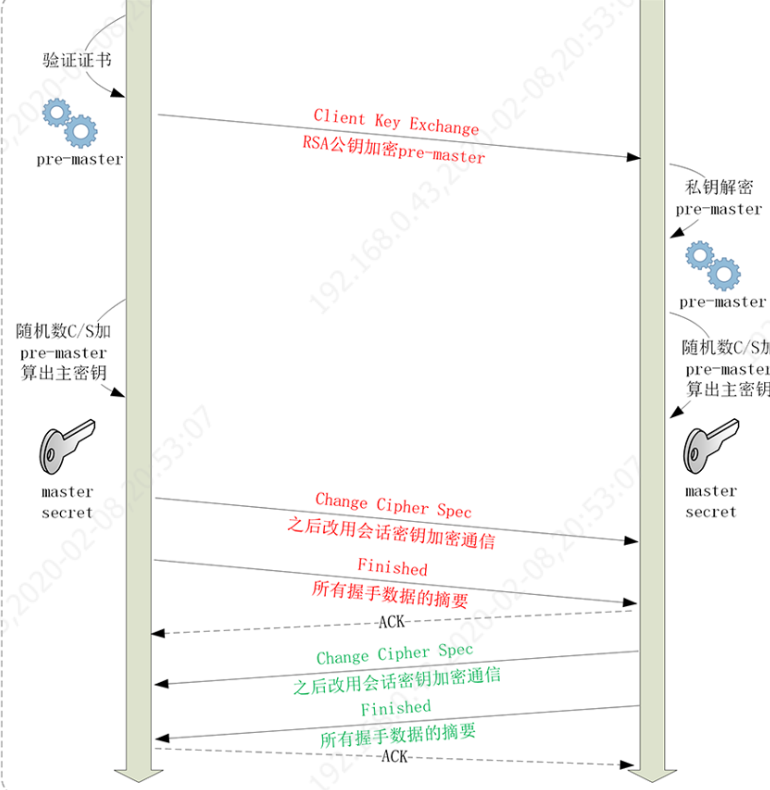 验证证书
pre-master
Client Key Exchange
RSA公钥加密pre-master
私钥解密
pre-master
pre-master
随机数C/S加
pre-master
算出主密钥
随机数C/S加
pre-master
算出主密钥
master
secret
master
secret
Change Cipher Spec
之后改用会话密钥加密通信
Finished
所有握手数据的摘要
ACK
Change Cipher Spec
之后改用会话密钥加密通信
Finished
所有握手数据的摘要
ACK
192.168.0.43,2020-02-08,20:53:07